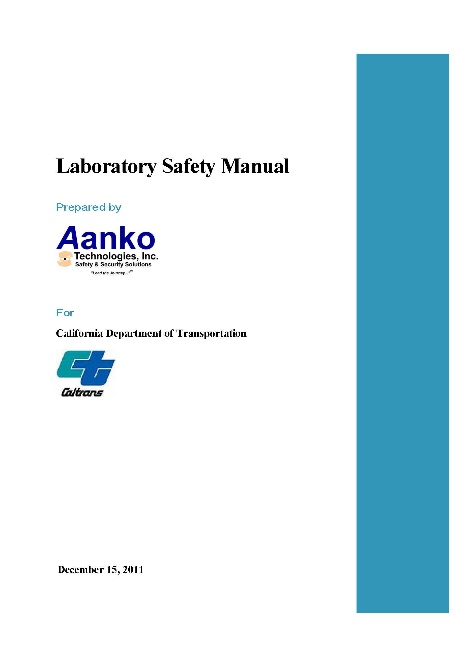 Laboratory Safety Manual
Prepared by
Aanko
Technologies, Inc.
Safety & Security Solutions
For
California Department of Transportation
Caltrans
December 15, 2011